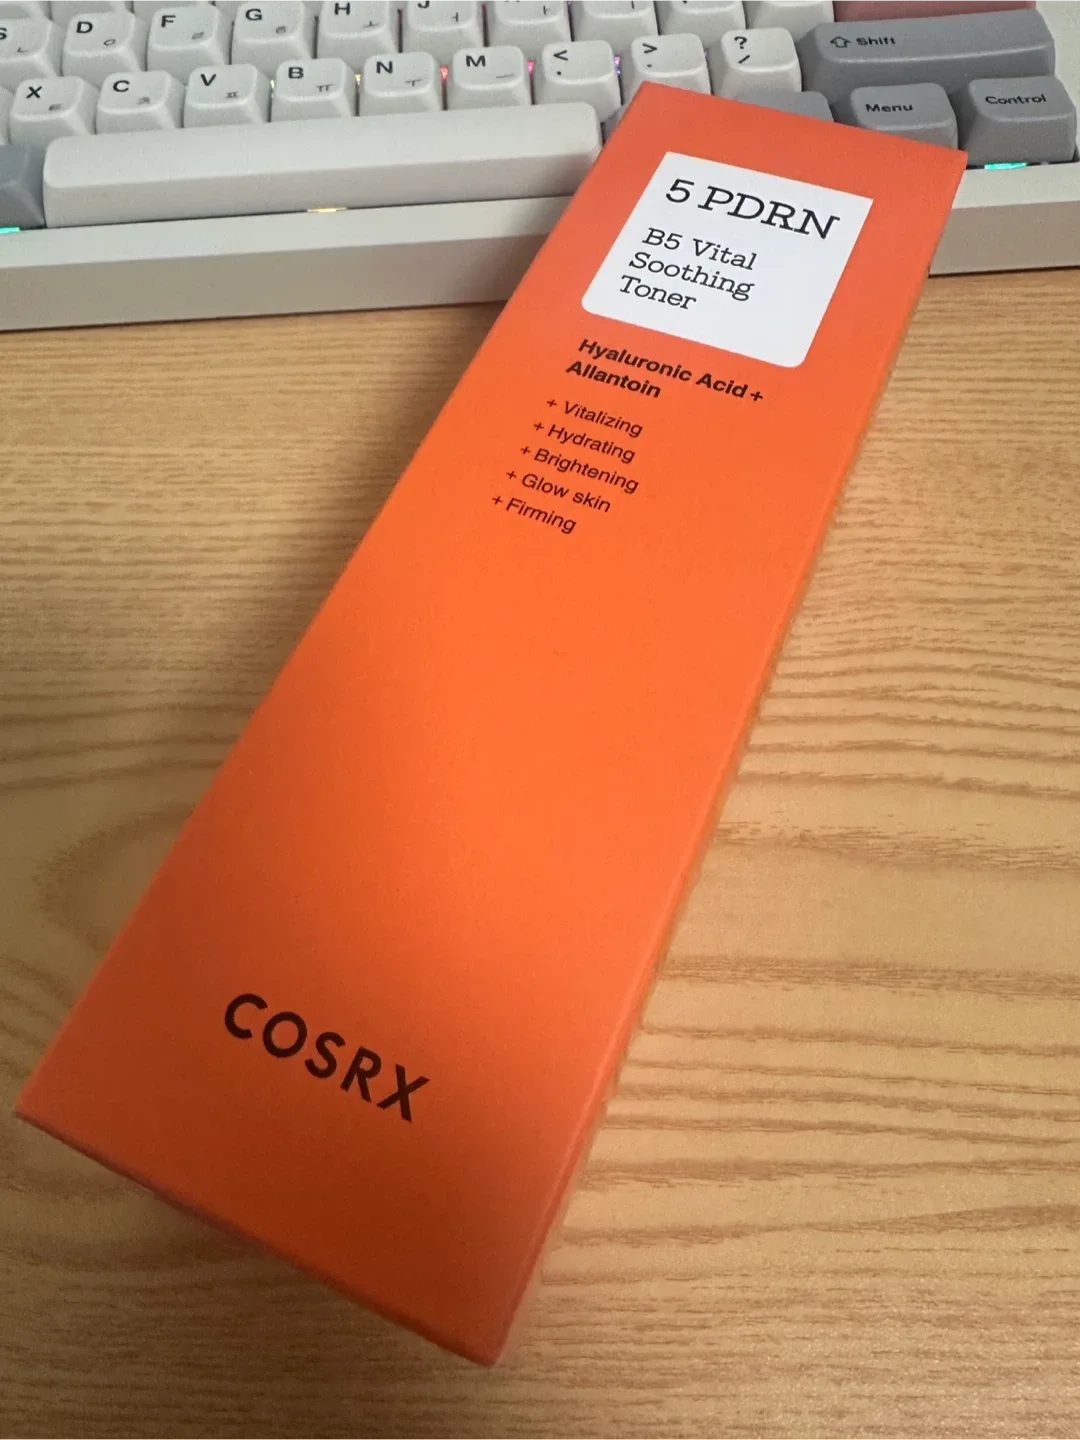 D F G H J
ㄴ ㅇ ㄹ ㅎ ㅗ ㅓ
X C V B N M < > ?
ㅌ ㅊ ㅍ ㅠ ㅜ ㅡ , . /
Shift
Menu
Control
5 PDRN
B5 Vital
Soothing
Toner
Hyaluronic Acid +
Allantoin
+ Vitalizing
+ Hydrating
+ Brightening
+ Glow skin
+ Firming
COSRX